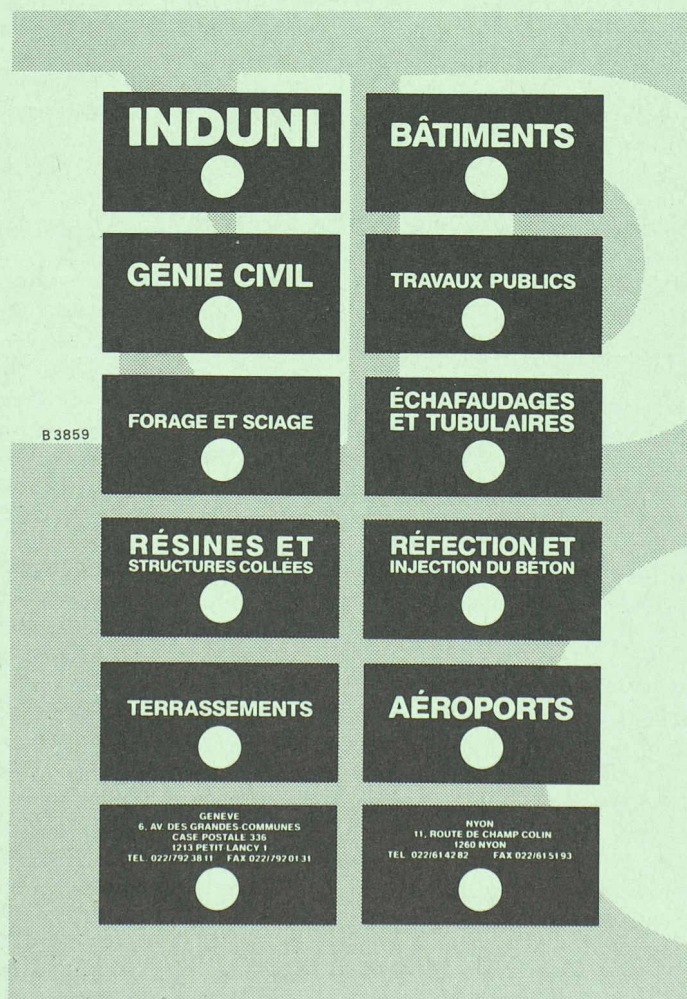 INDUNI
BÂTIMENTS
GÉNIE CIVIL
TRAVAUX PUBLICS
FORAGE ET SCIAGE
ÉCHAFAUDAGES
ET TUBULAIRES
B 3859
RÉSINES ET
STRUCTURES COLLÉES
RÉFECTION ET
INJECTION DU BÉTON
TERRASSEMENTS
AÉROPORTS
GENÈVE
6, AV. DES GRANDES-COMMUNES
CASE POSTALE 336
1213 PETIT-LANCY 1
TEL. 022/792 38 11 FAX 022/792 01 31
NYON
11, ROUTE DE CHAMP COLIN
1260 NYON
TEL. 022/61 42 82 FAX 022/61 51 93